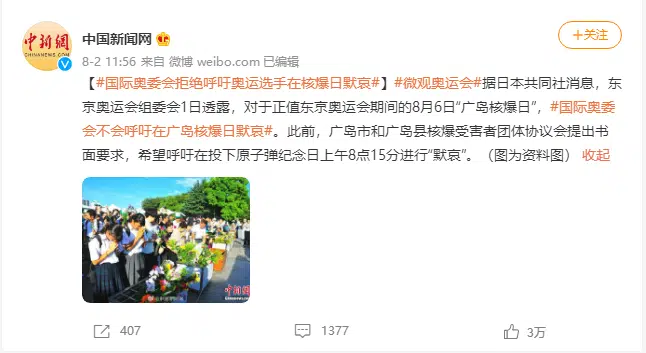 中新網
CHINANEWS.COM
中国新闻网
+关注
8-2 11:56 来自 微博 weibo.com 已编辑
【#国际奥委会拒绝呼吁奥运选手在核爆日默哀#】#微观奥运会#据日本共同社消息，东
京奥运会组委会1日透露，对于正值东京奥运会期间的8月6日“广岛核爆日”，#国际奥委
会不会呼吁在广岛核爆日默哀#。此前，广岛市和广岛县核爆受害者团体协议会提出书
面要求，希望呼吁在投下原子弹纪念日上午8点15分进行“默哀”。（图为资料图） 收起
中新網
407
1377
3万